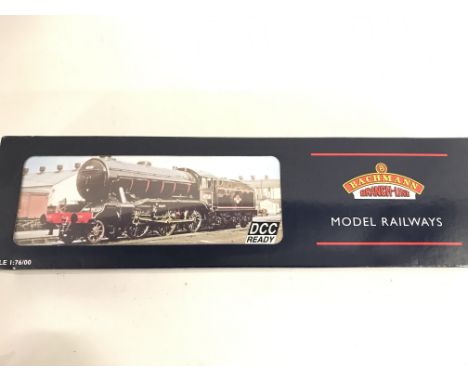 BACHMANN
BRANCH-LINE
MODEL RAILWAYS
DCC
READY
LE 1:76/00